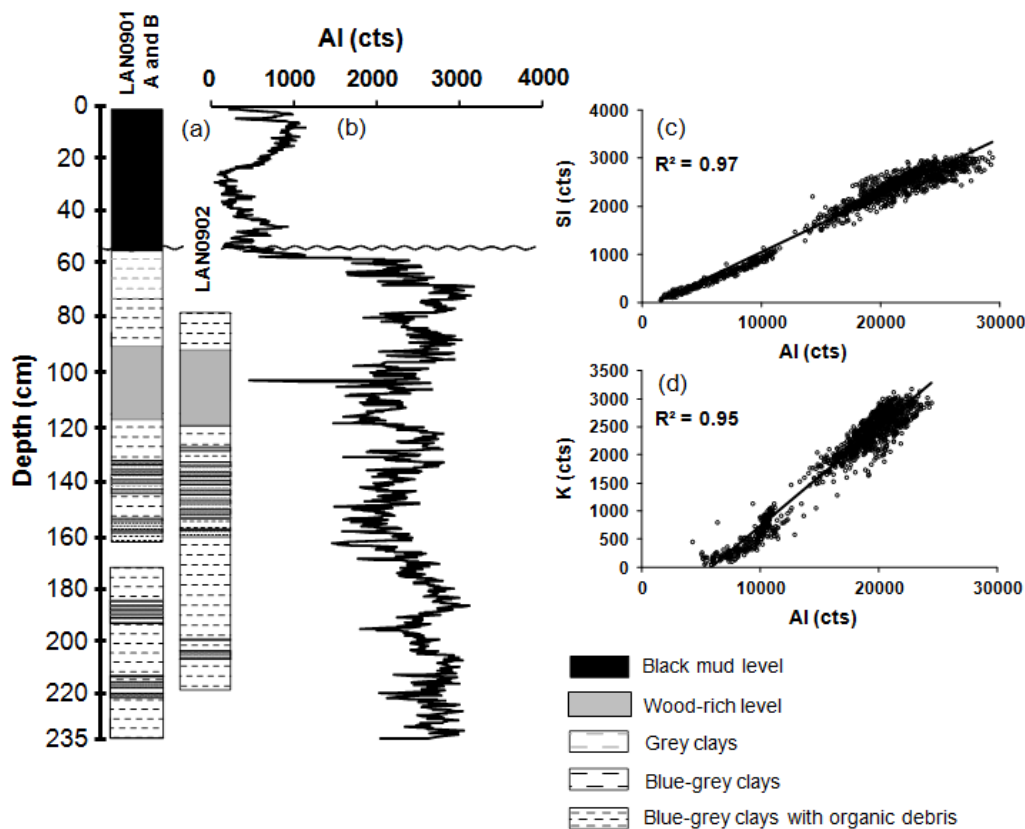 LAN0901
A and B
Al (cts)
0 1000 2000 3000 4000
(a)
(b)
LAN0902
Depth (cm)
0
20
40
60
80
100
120
140
160
180
200
220
235
(c)
R² = 0.97
SI (cts)
4000
3000
2000
1000
0
0 10000 20000 30000
Al (cts)
(d)
R² = 0.95
K (cts)
3500
3000
2500
2000
1500
1000
500
0
0 10000 20000 30000
Al (cts)
Black mud level
Wood-rich level
Grey clays
Blue-grey clays
Blue-grey clays with organic debris